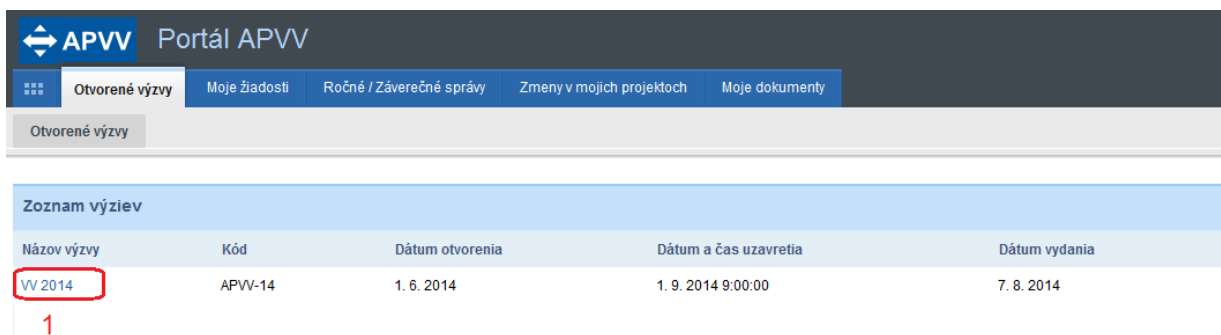 APVV Portál APVV
Otvorené výzvy Moje žiadosti Ročné / Záverečné správy Zmeny v mojich projektoch Moje dokumenty
Otvorené výzvy
Zoznam výziev
Názov výzvy Kód Dátum otvorenia Dátum a čas uzavretia Dátum vydania
VV 2014 APVV-14 1. 6. 2014 1. 9. 2014 9:00:00 7. 8. 2014
1